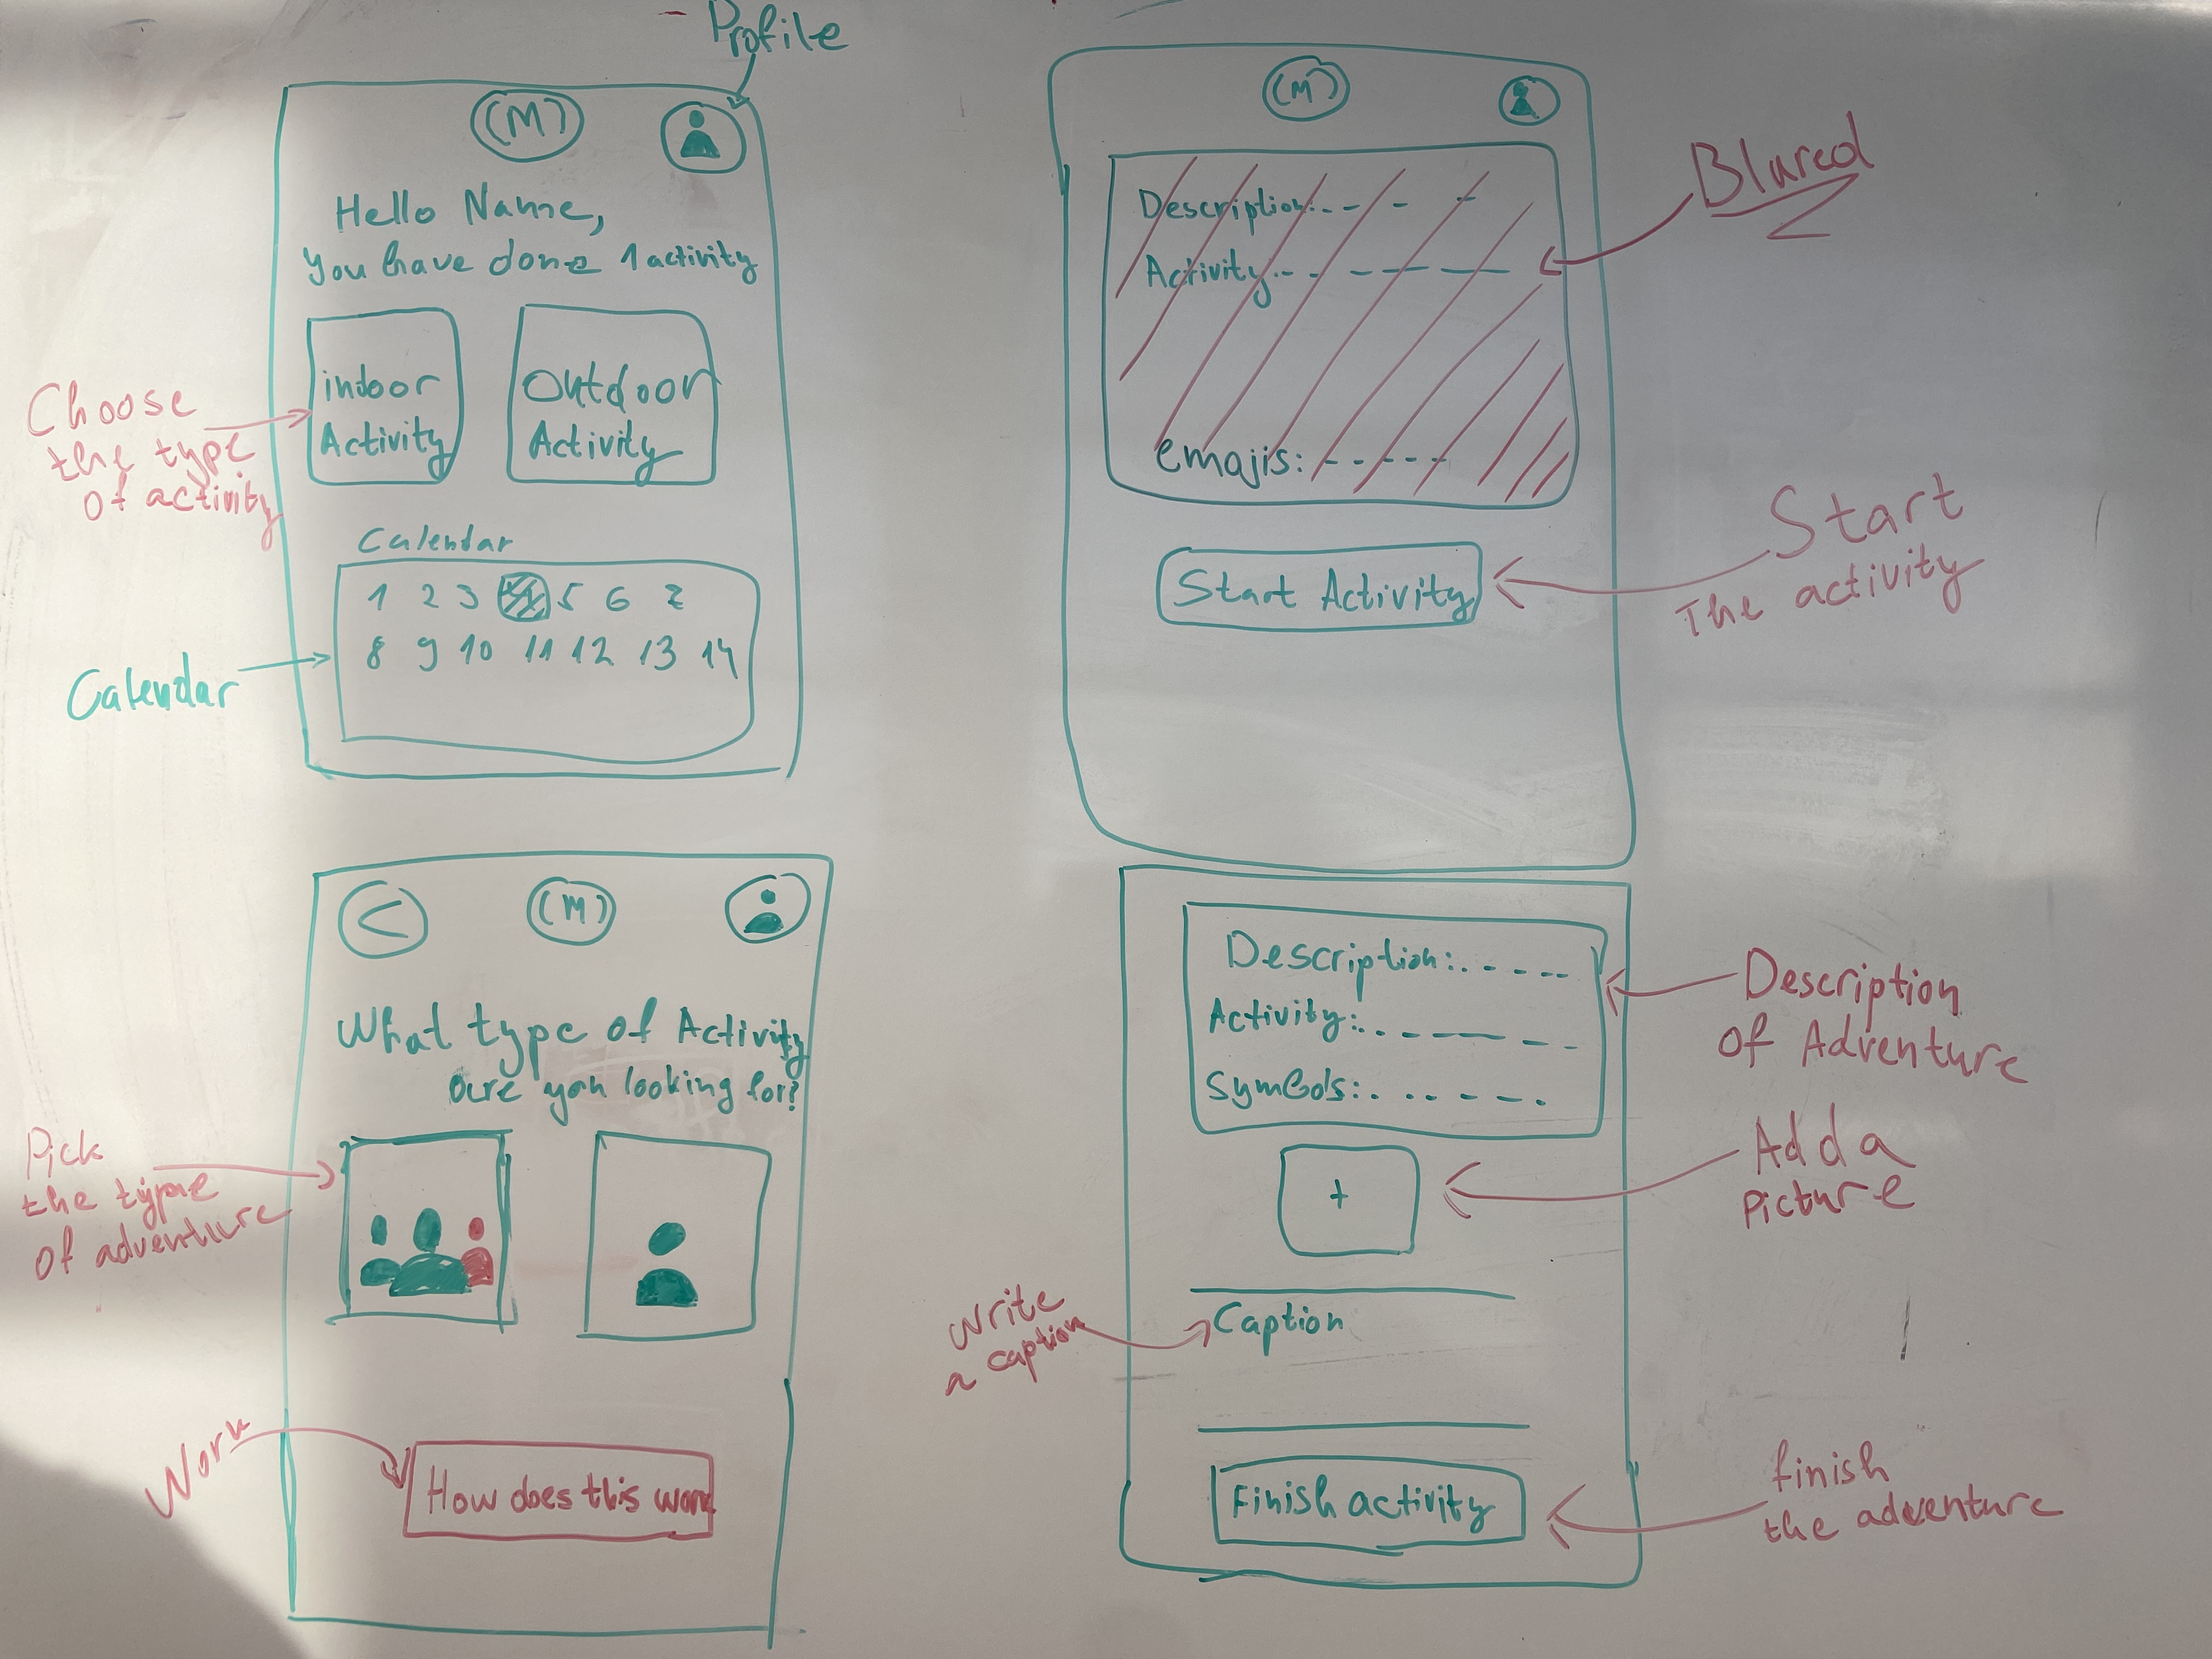 Profile
(M)
Hello Name,
you have done 1 activity
indoor
Activity
Outdoor
Activity
Choose
the type
of activity
Calendar
1 2 3 4 5 6 7
8 9 10 11 12 13 14
Calendar
(M)
Description:
Activity
emajis:
Blured
Start Activity
Start
The activity
<
(M)
What type of Activity
are you looking for?
Pick
the type
of adventure
Work
How does this work
Description:
Activity:
Symbols:
Description
of Adventure
+
Add a
picture
Caption
write
a caption
Finish activity
finish
the adventure